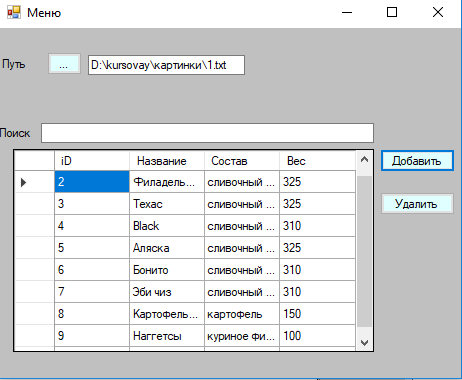 Меню
Путь ... D:\kursovay\картинки\1.txt
Поиск
iD Название Состав Вес
Добавить
2 Филадель... сливочный ... 325
3 Техас сливочный ... 325
Удалить
4 Black сливочный ... 310
5 Аляска сливочный ... 325
6 Бонито сливочный ... 310
7 Эби чиз сливочный ... 310
8 Картофель... картофель 150
9 Наггетсы куриное фи... 100